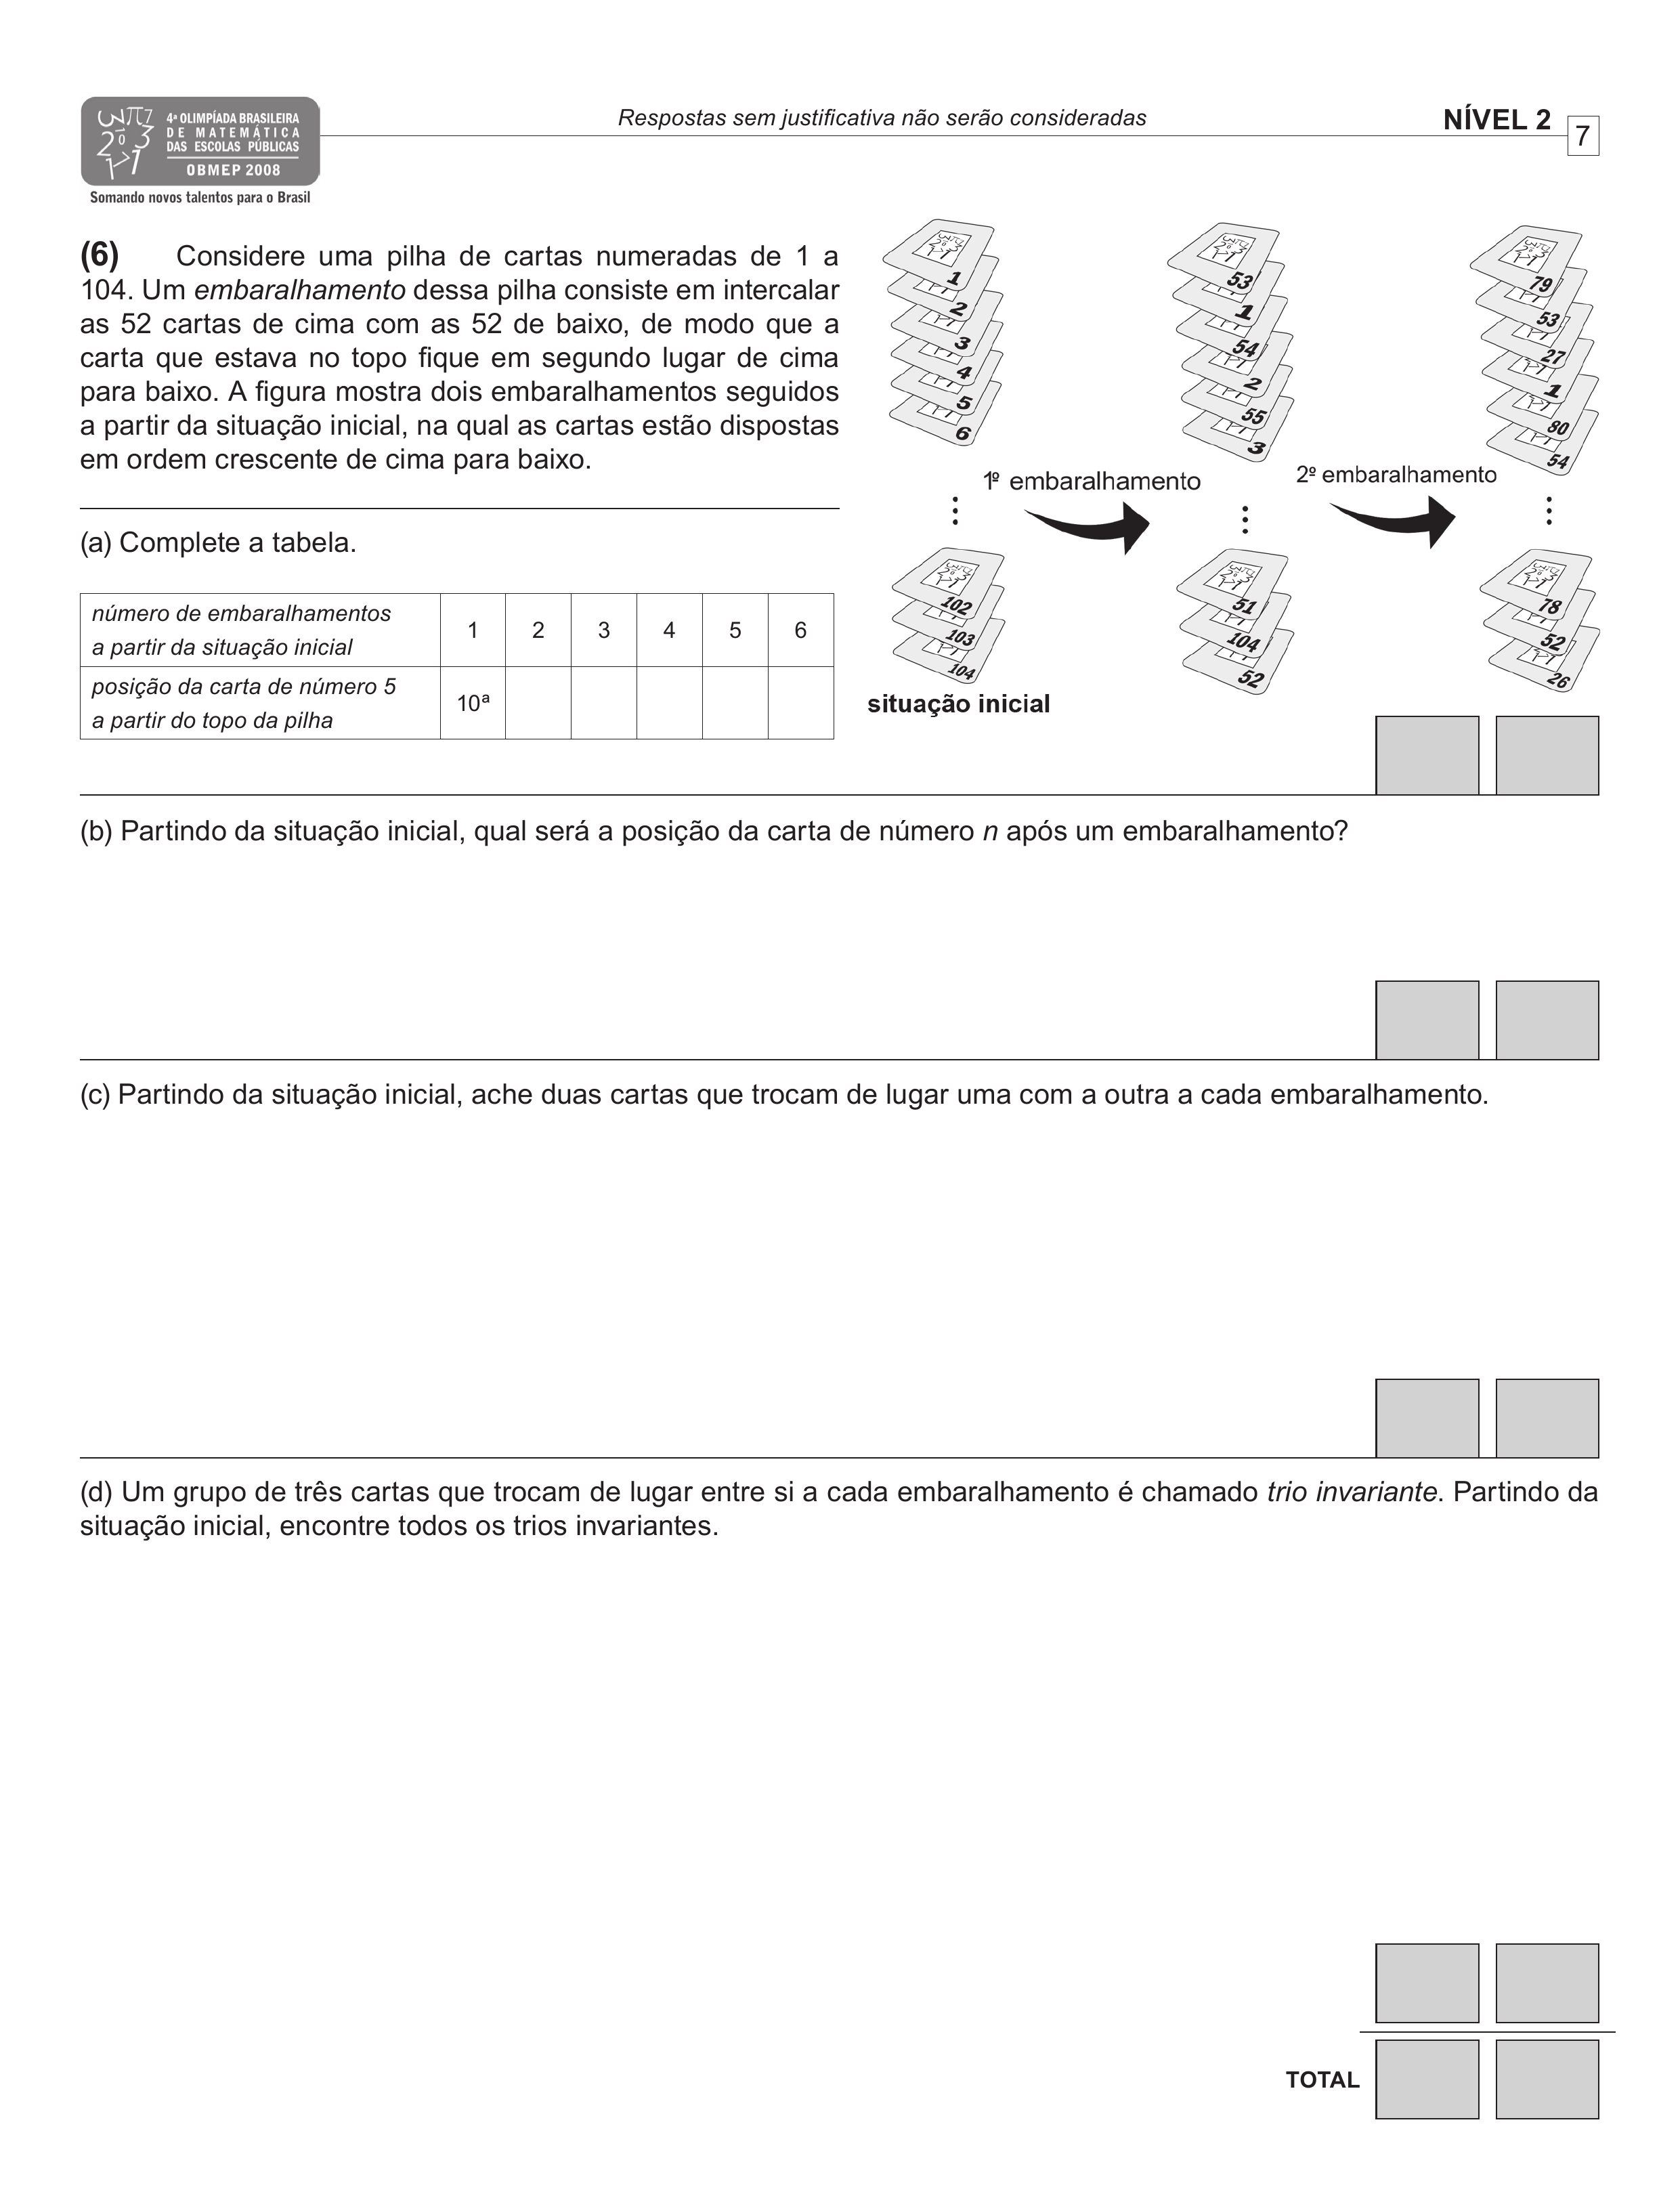 4ª OLIMPÍADA BRASILEIRA
DE MATEMÁTICA
DAS ESCOLAS PÚBLICAS
OBMEP 2008
Somando novos talentos para o Brasil
Respostas sem justificativa não serão consideradas
NÍVEL 2
7
(6) Considere uma pilha de cartas numeradas de 1 a
104. Um embaralhamento dessa pilha consiste em intercalar
as 52 cartas de cima com as 52 de baixo, de modo que a
carta que estava no topo fique em segundo lugar de cima
para baixo. A figura mostra dois embaralhamentos seguidos
a partir da situação inicial, na qual as cartas estão dispostas
em ordem crescente de cima para baixo.
1
2
3
4
5
6
102
103
104
situação inicial
1º embaralhamento
53
1
54
2
55
3
51
104
52
2º embaralhamento
79
53
27
1
80
54
78
52
26
(a) Complete a tabela.
número de embaralhamentos
a partir da situação inicial
1 2 3 4 5 6
posição da carta de número 5
a partir do topo da pilha
10ª
(b) Partindo da situação inicial, qual será a posição da carta de número n após um embaralhamento?
(c) Partindo da situação inicial, ache duas cartas que trocam de lugar uma com a outra a cada embaralhamento.
(d) Um grupo de três cartas que trocam de lugar entre si a cada embaralhamento é chamado trio invariante. Partindo da
situação inicial, encontre todos os trios invariantes.
TOTAL